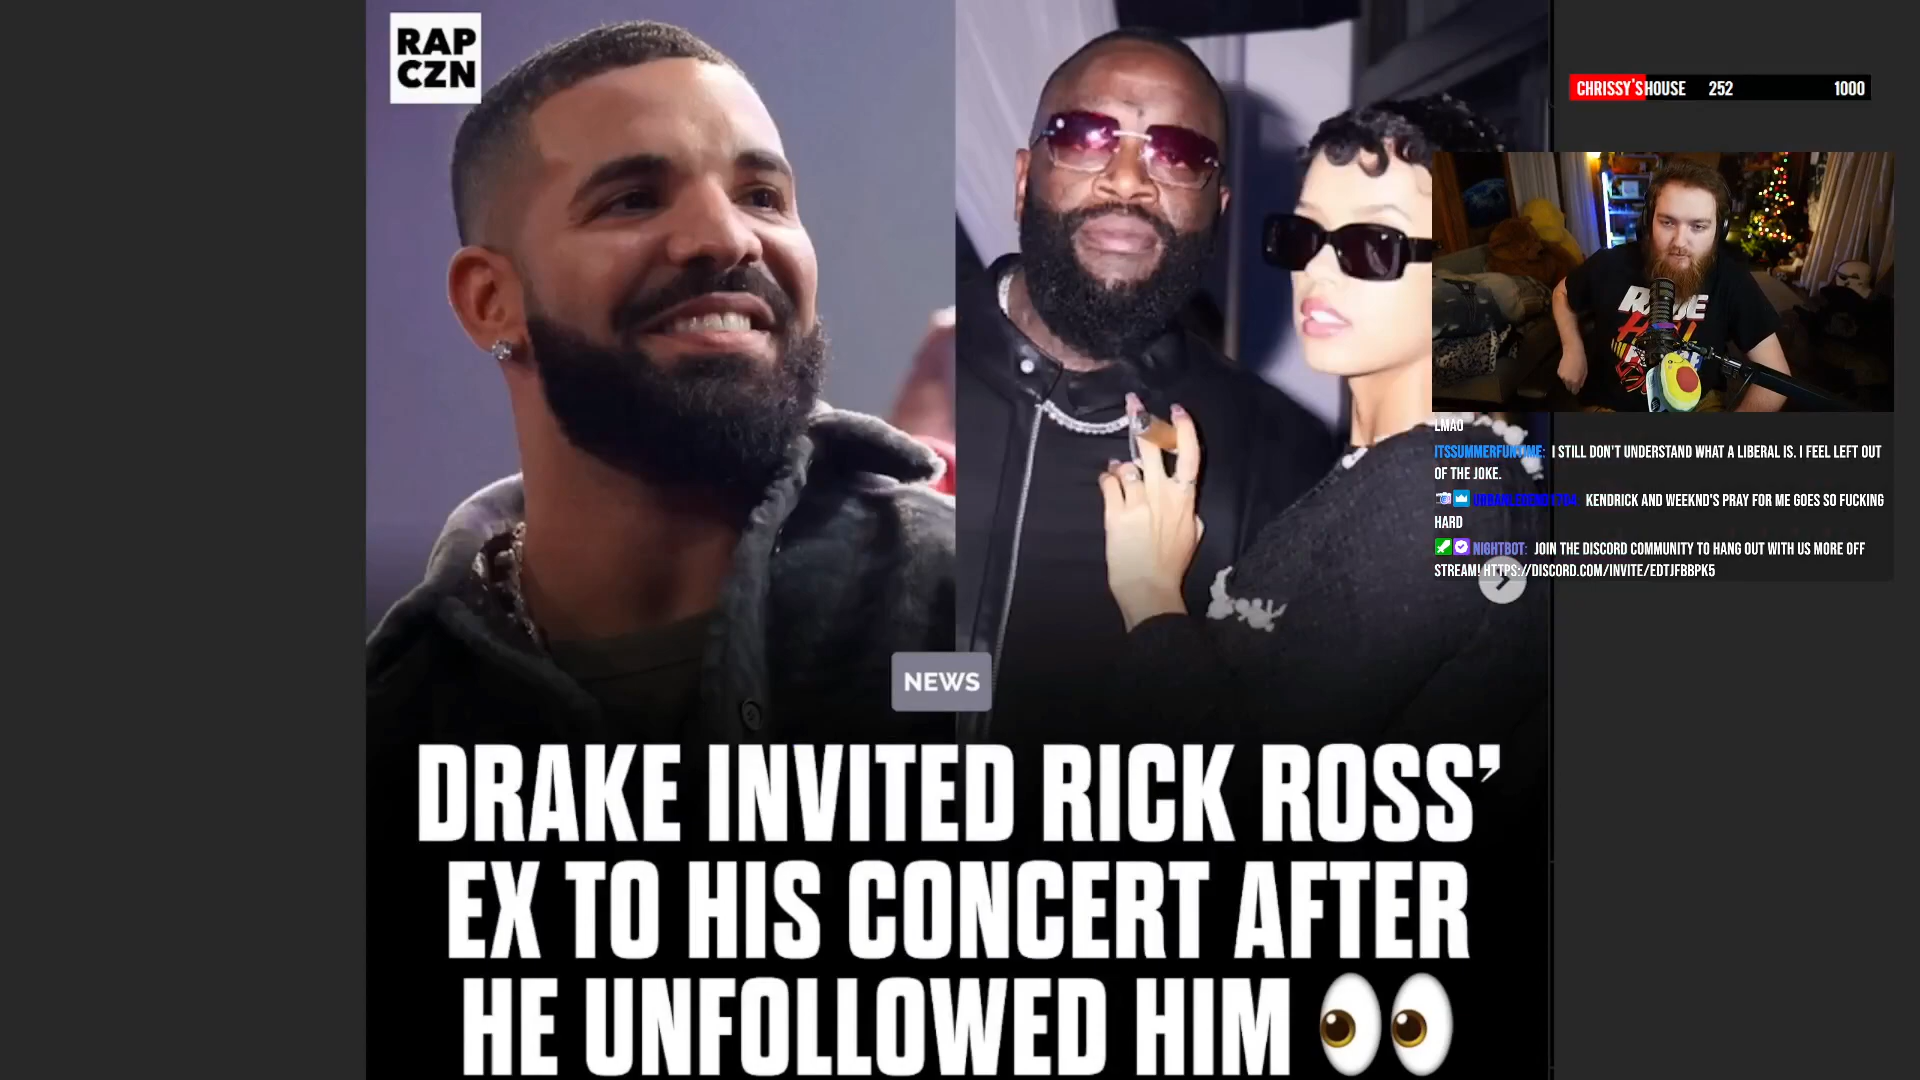 RAP
CZN
NEWS
DRAKE INVITED RICK ROSS'
EX TO HIS CONCERT AFTER
HE UNFOLLOWED HIM 👀
CHRISSY'S HOUSE 252 1000
LMAO
ITSSUMMERFUNTIME: I STILL DON'T UNDERSTAND WHAT A LIBERAL IS. I FEEL LEFT OUT
OF THE JOKE.
KENDRICK AND WEEKND'S PRAY FOR ME GOES SO FUCKING
HARD
NIGHTBOT: JOIN THE DISCORD COMMUNITY TO HANG OUT WITH US MORE OFF
STREAM! HTTPS://DISCORD.COM/INVITE/EDTJFBBPK5